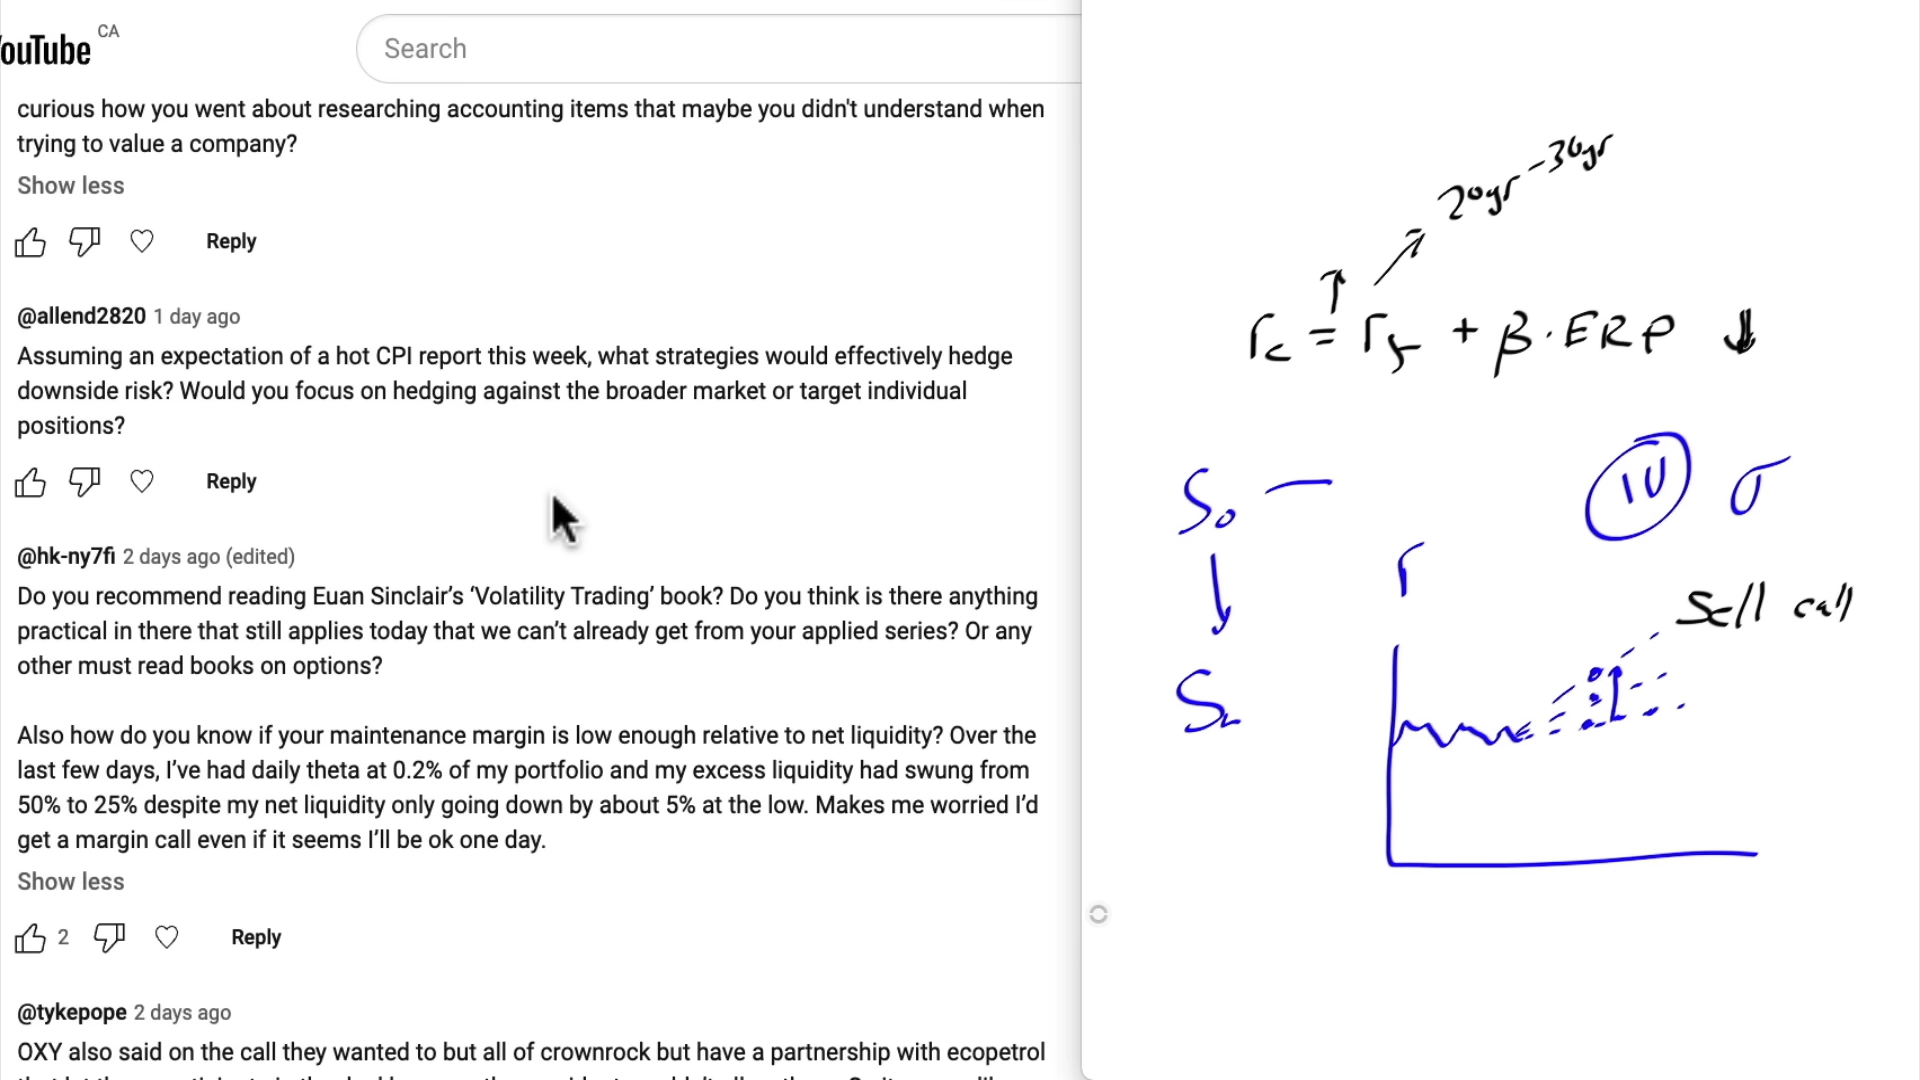 ouTube CA
Search
curious how you went about researching accounting items that maybe you didn't understand when
trying to value a company?
Show less
Reply
@allend2820 1 day ago
Assuming an expectation of a hot CPI report this week, what strategies would effectively hedge
downside risk? Would you focus on hedging against the broader market or target individual
positions?
Reply
@hk-ny7fi 2 days ago (edited)
Do you recommend reading Euan Sinclair’s ‘Volatility Trading’ book? Do you think is there anything
practical in there that still applies today that we can’t already get from your applied series? Or any
other must read books on options?
Also how do you know if your maintenance margin is low enough relative to net liquidity? Over the
last few days, I’ve had daily theta at 0.2% of my portfolio and my excess liquidity had swung from
50% to 25% despite my net liquidity only going down by about 5% at the low. Makes me worried I’d
get a margin call even if it seems I’ll be ok one day.
Show less
2 Reply
@tykepope 2 days ago
OXY also said on the call they wanted to but all of crownrock but have a partnership with ecopetrol
20yr - 30yr
= + β · ERP
S₀
IV σ
r
Sell call